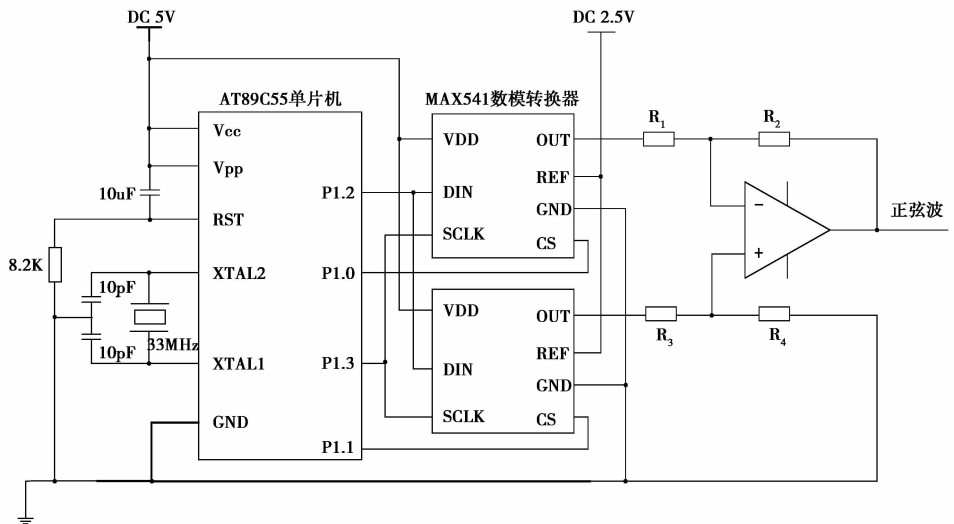 DC 5V
DC 2.5V
AT89C55单片机
MAX541数模转换器
Vcc
Vpp
RST
XTAL2
XTAL1
GND
P1.2
P1.0
P1.3
P1.1
10uF
8.2K
10pF
10pF
33MHz
VDD
DIN
SCLK
OUT
REF
GND
CS
VDD
DIN
SCLK
OUT
REF
GND
CS
R1
R2
R3
R4
−
+
正弦波